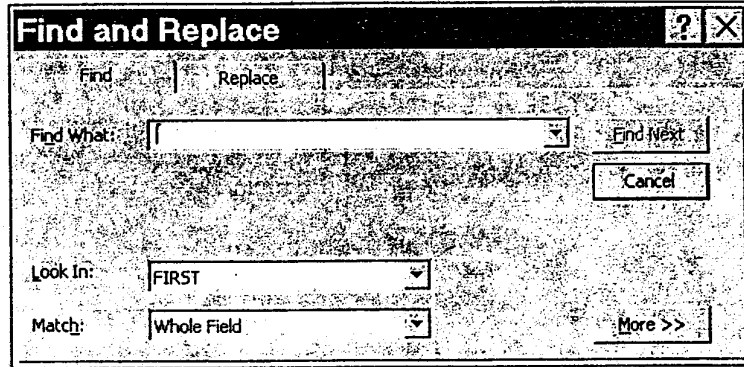 Find and Replace ? X
Find Replace
Find What: Find Next
Cancel
Look In: FIRST
Match: Whole Field More >>